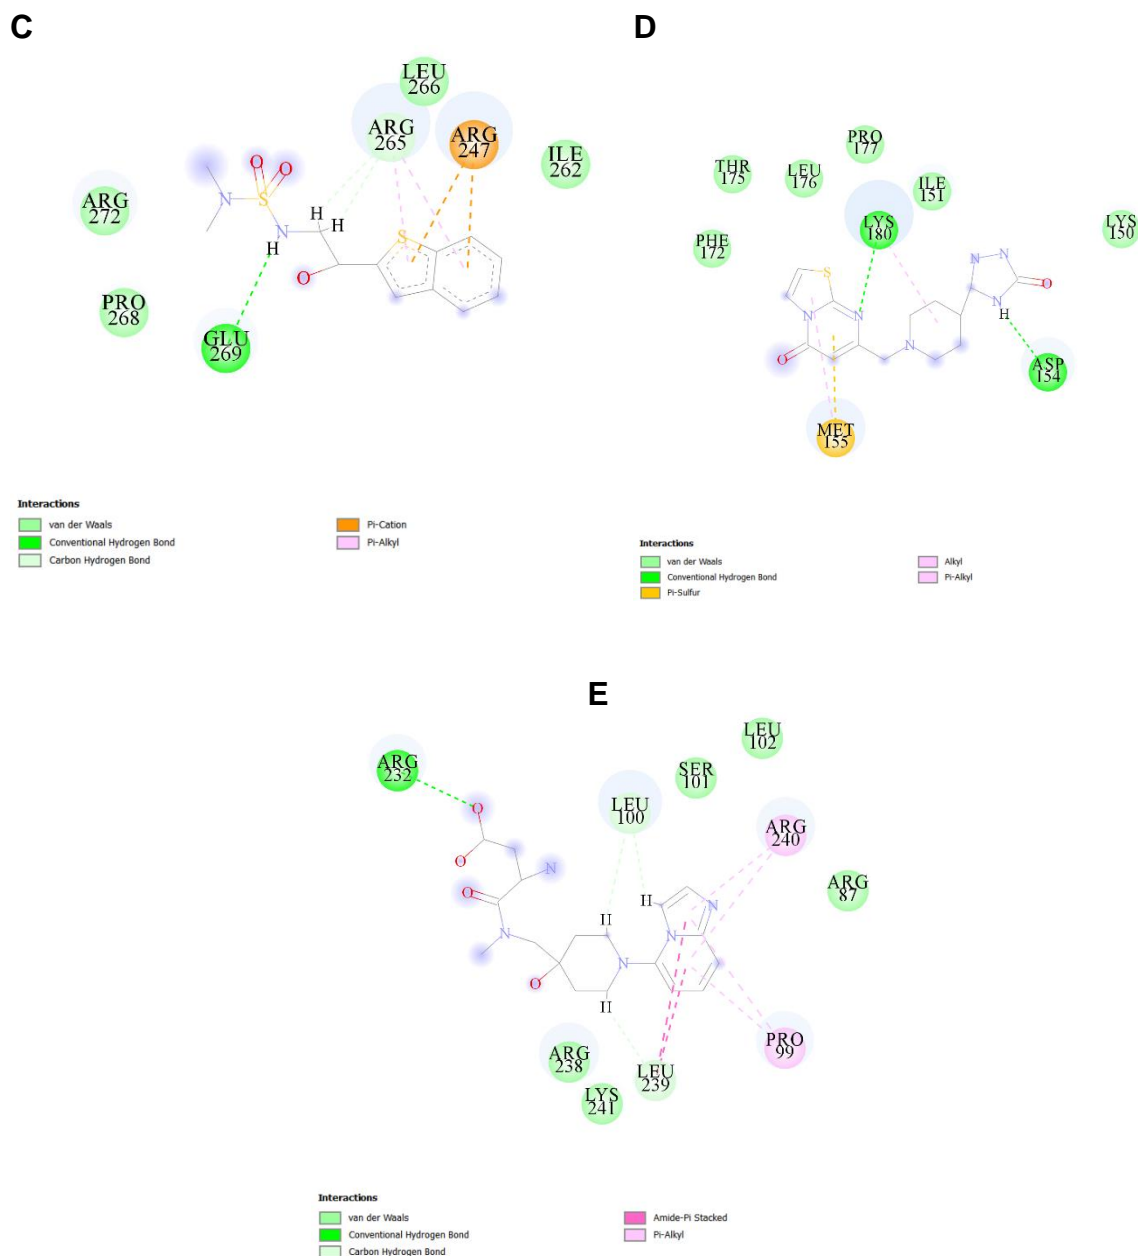 C
LEU
266
ARG
265
ARG
247
ILE
262
ARG
272
O
O
S
N
H
H
N
H
O
S
PRO
268
GLU
269
Interactions
van der Waals
Conventional Hydrogen Bond
Carbon Hydrogen Bond
Pi-Cation
Pi-Alkyl
D
PRO
177
THR
175
LEU
176
ILE
151
LYS
180
LYS
150
PHE
172
S
N
N
N
N
O
N
H
N
O
ASP
154
MET
155
Interactions
van der Waals
Conventional Hydrogen Bond
Pi-Sulfur
Alkyl
Pi-Alkyl
E
LEU
102
ARG
232
SER
101
LEU
100
ARG
240
ARG
87
O
O
N
O
H
N
N
N
H
N
O
H
ARG
238
LEU
239
PRO
99
LYS
241
Interactions
van der Waals
Conventional Hydrogen Bond
Carbon Hydrogen Bond
Amide-Pi Stacked
Pi-Alkyl